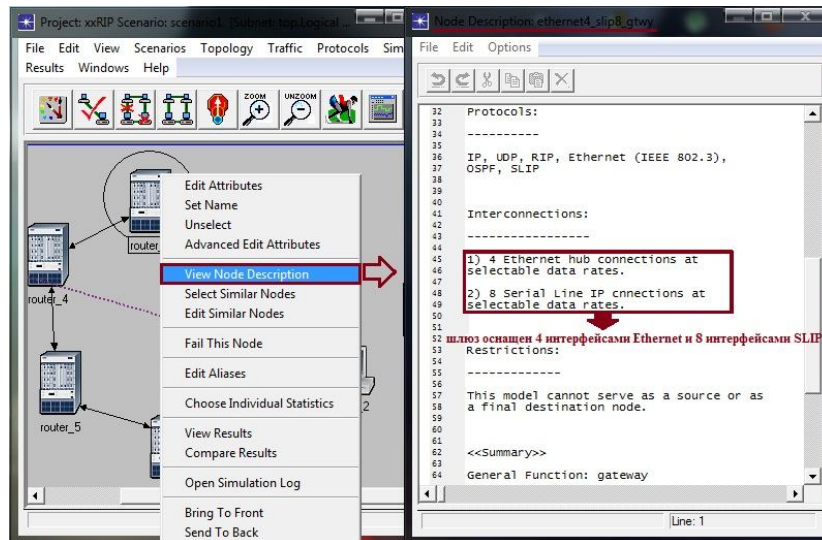 Project: xxRIP Scenario: scenario1 [Subnet: top.Logical ...
File Edit View Scenarios Topology Traffic Protocols Sim
Results Windows Help
ZOOM
UNZOOM
router_
router_4
router_5
_2
Edit Attributes
Set Name
Unselect
Advanced Edit Attributes
View Node Description
Select Similar Nodes
Edit Similar Nodes
Fail This Node
Edit Aliases
Choose Individual Statistics
View Results
Compare Results
Open Simulation Log
Bring To Front
Send To Back
Node Description: ethernet4_slip8_gtwy
File Edit Options
32 Protocols:
33
34 ----------
35
36 IP, UDP, RIP, Ethernet (IEEE 802.3),
37 OSPF, SLIP
38
39
40
41 Interconnections:
42
43 -----------------
44
45 1) 4 Ethernet hub connections at
46 selectable data rates.
47
48 2) 8 Serial Line IP cnnections at
49 selectable data rates.
50
51
52 шлюз оснащен 4 интерфейсами Ethernet и 8 интерфейсами SLIP
53 Restrictions:
54
55 -------------
56
57 This model cannot serve as a source or as
58 a final destination node.
59
60
61
62 <<Summary>>
63
64 General Function: gateway
Line: 1